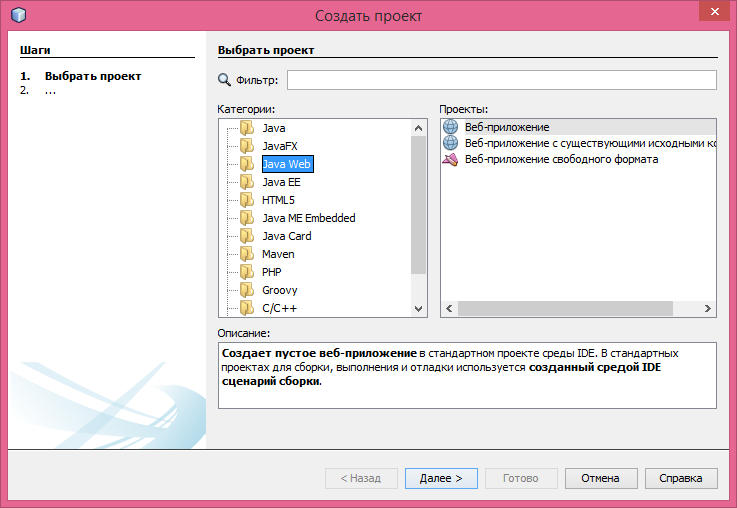 Создать проект
Шаги
1. Выбрать проект
2. ...
Выбрать проект
Фильтр:
Категории:
Java
JavaFX
Java Web
Java EE
HTML5
Java ME Embedded
Java Card
Maven
PHP
Groovy
C/C++
Проекты:
Веб-приложение
Веб-приложение с существующими исходными ко
Веб-приложение свободного формата
Описание:
Создает пустое веб-приложение в стандартном проекте среды IDE. В стандартных
проектах для сборки, выполнения и отладки используется созданный средой IDE
сценарий сборки.
< Назад
Далее >
Готово
Отмена
Справка